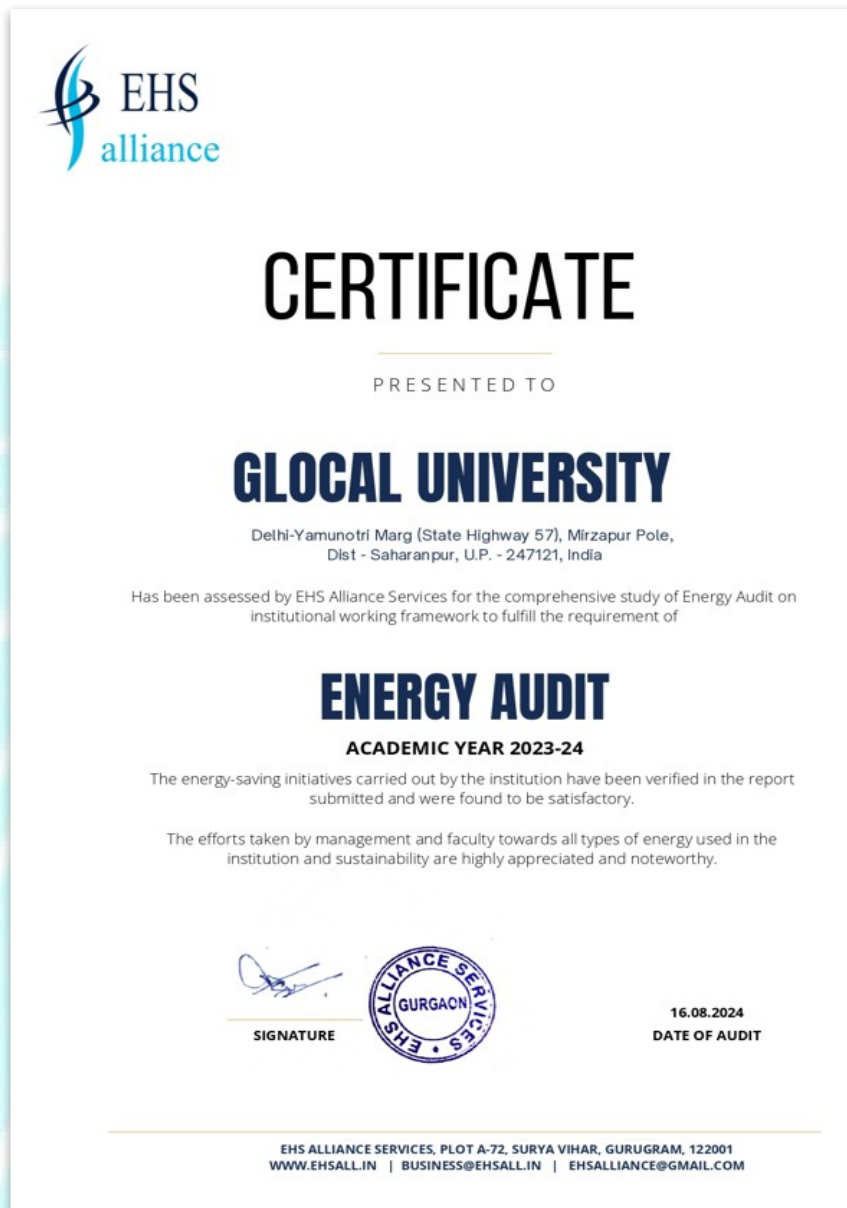 EHS
alliance
CERTIFICATE
PRESENTED TO
GLOCAL UNIVERSITY
Delhi-Yamunotri Marg (State Highway 57), Mirzapur Pole,
Dist - Saharanpur, U.P. - 247121, India
Has been assessed by EHS Alliance Services for the comprehensive study of Energy Audit on
institutional working framework to fulfill the requirement of
ENERGY AUDIT
ACADEMIC YEAR 2023-24
The energy-saving initiatives carried out by the institution have been verified in the report
submitted and were found to be satisfactory.
The efforts taken by management and faculty towards all types of energy used in the
institution and sustainability are highly appreciated and noteworthy.
EHS ALLIANCE SERVICES
GURGAON
SIGNATURE
16.08.2024
DATE OF AUDIT
EHS ALLIANCE SERVICES, PLOT A-72, SURYA VIHAR, GURUGRAM, 122001
WWW.EHSALL.IN | BUSINESS@EHSALL.IN | EHSALLIANCE@GMAIL.COM